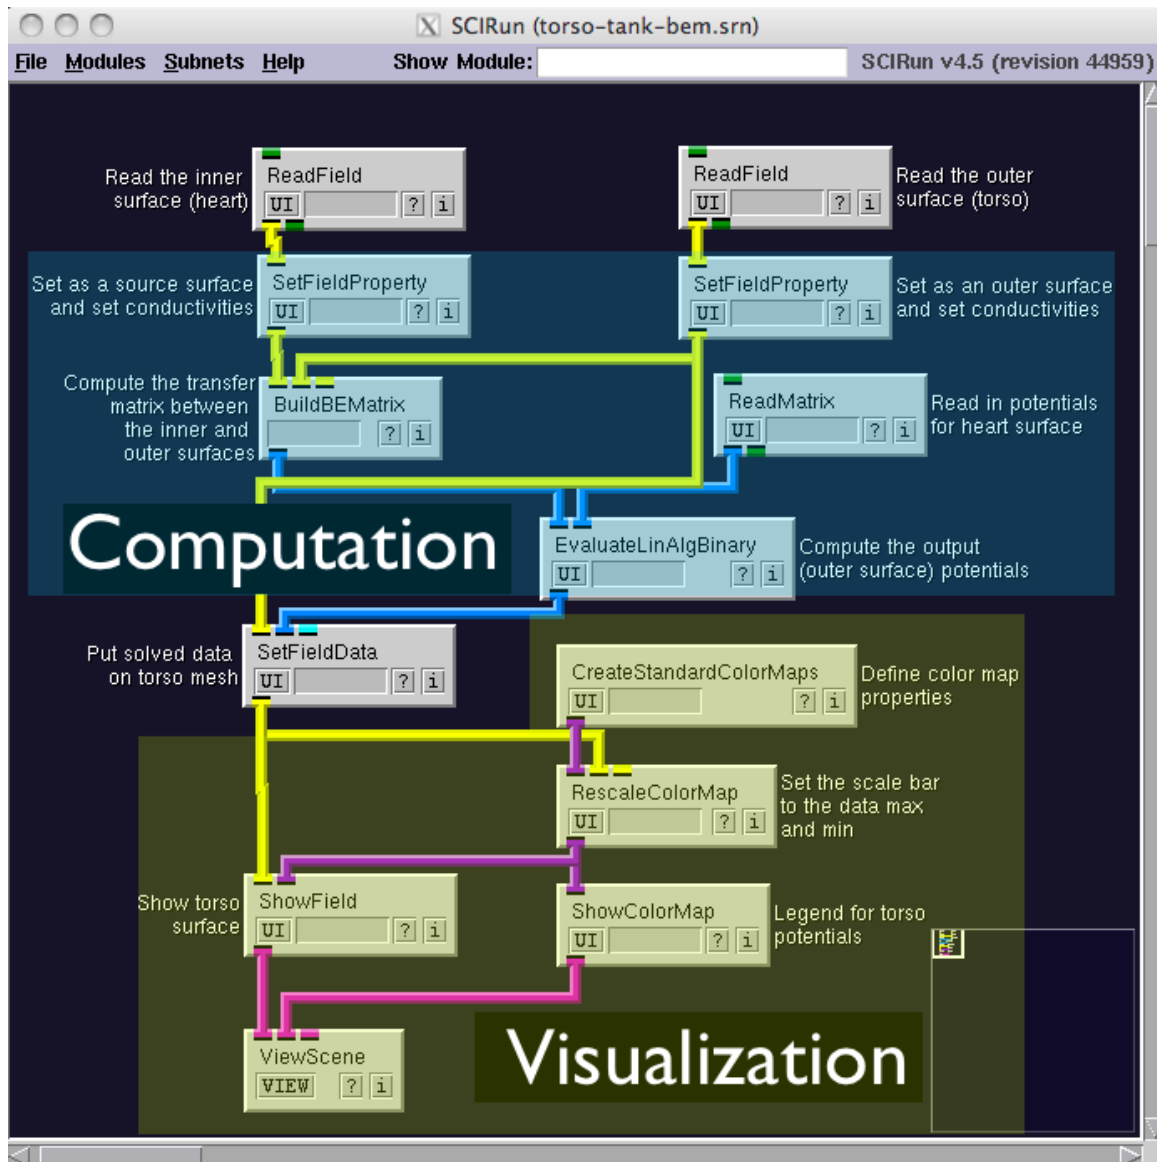 SCIRun (torso-tank-bem.srn)
File Modules Subnets Help Show Module: SCIRun v4.5 (revision 44959)
Read the inner
surface (heart)
ReadField
UI ? i
ReadField
UI ? i
Read the outer
surface (torso)
Set as a source surface
and set conductivities
SetFieldProperty
UI ? i
SetFieldProperty
UI ? i
Set as an outer surface
and set conductivities
Compute the transfer
matrix between
the inner and
outer surfaces
BuildBEMatrix
? i
ReadMatrix
UI ? i
Read in potentials
for heart surface
Computation
EvaluateLinAlgBinary
UI ? i
Compute the output
(outer surface) potentials
Put solved data
on torso mesh
SetFieldData
UI ? i
CreateStandardColorMaps
UI ? i
Define color map
properties
RescaleColorMap
UI ? i
Set the scale bar
to the data max
and min
Show torso
surface
ShowField
UI ? i
ShowColorMap
UI ? i
Legend for torso
potentials
ViewScene
VIEW ? i
Visualization